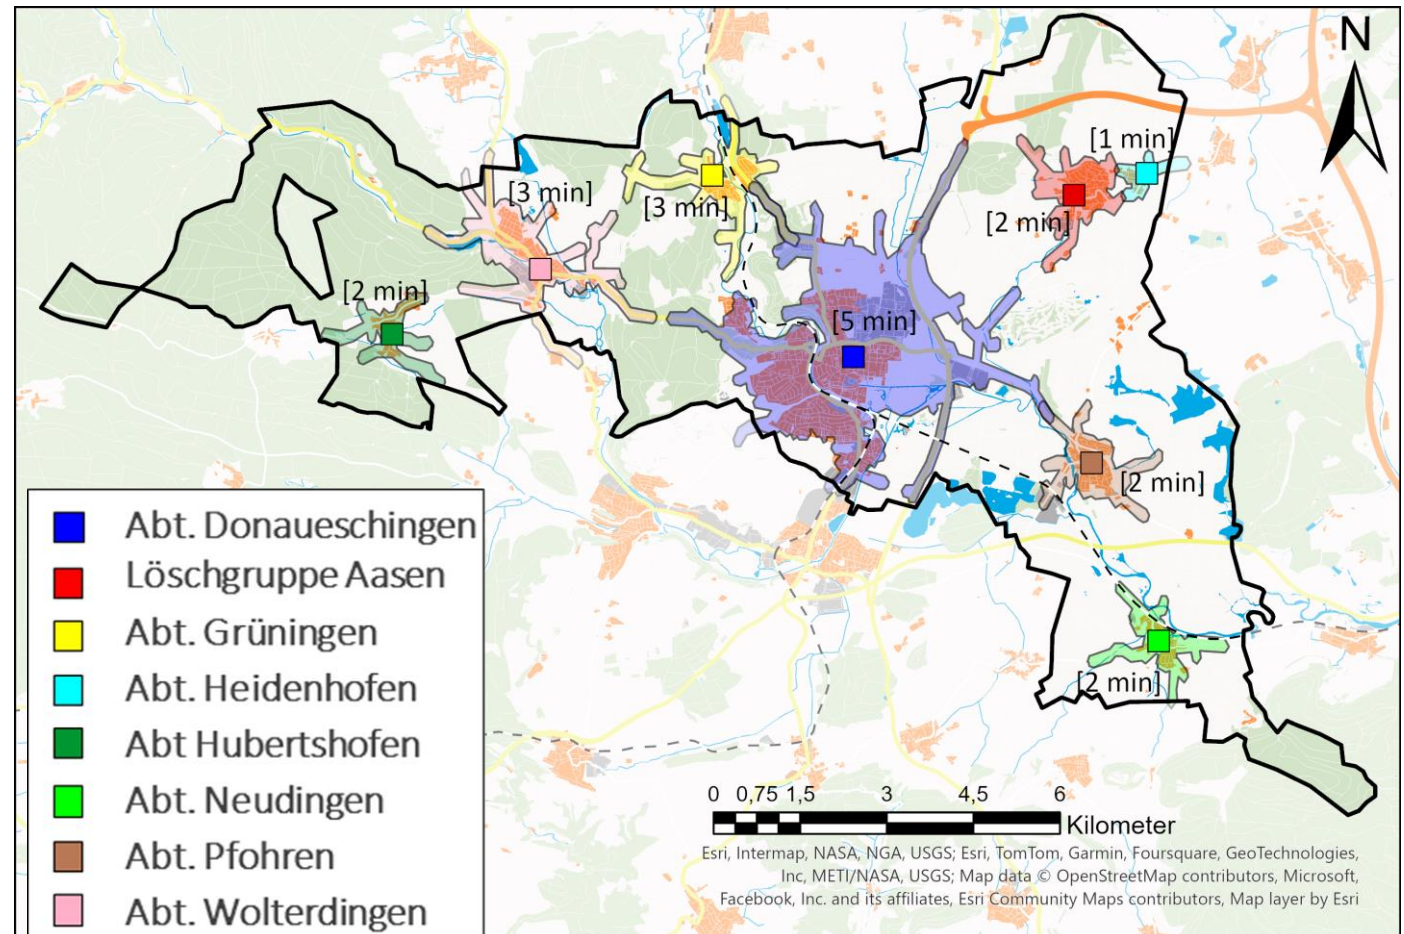 N
[1 min]
[3 min]
[3 min]
[2 min]
[2 min]
[5 min]
[2 min]
[2 min]
Abt. Donaueschingen
Löschgruppe Aasen
Abt. Grüningen
Abt. Heidenhofen
Abt Hubertshofen
Abt. Neudingen
Abt. Pfohren
Abt. Wolterdingen
0 0,75 1,5 3 4,5 6
Kilometer
Esri, Intermap, NASA, NGA, USGS; Esri, TomTom, Garmin, Foursquare, GeoTechnologies,
Inc, METI/NASA, USGS; Map data © OpenStreetMap contributors, Microsoft,
Facebook, Inc. and its affiliates, Esri Community Maps contributors, Map layer by Esri